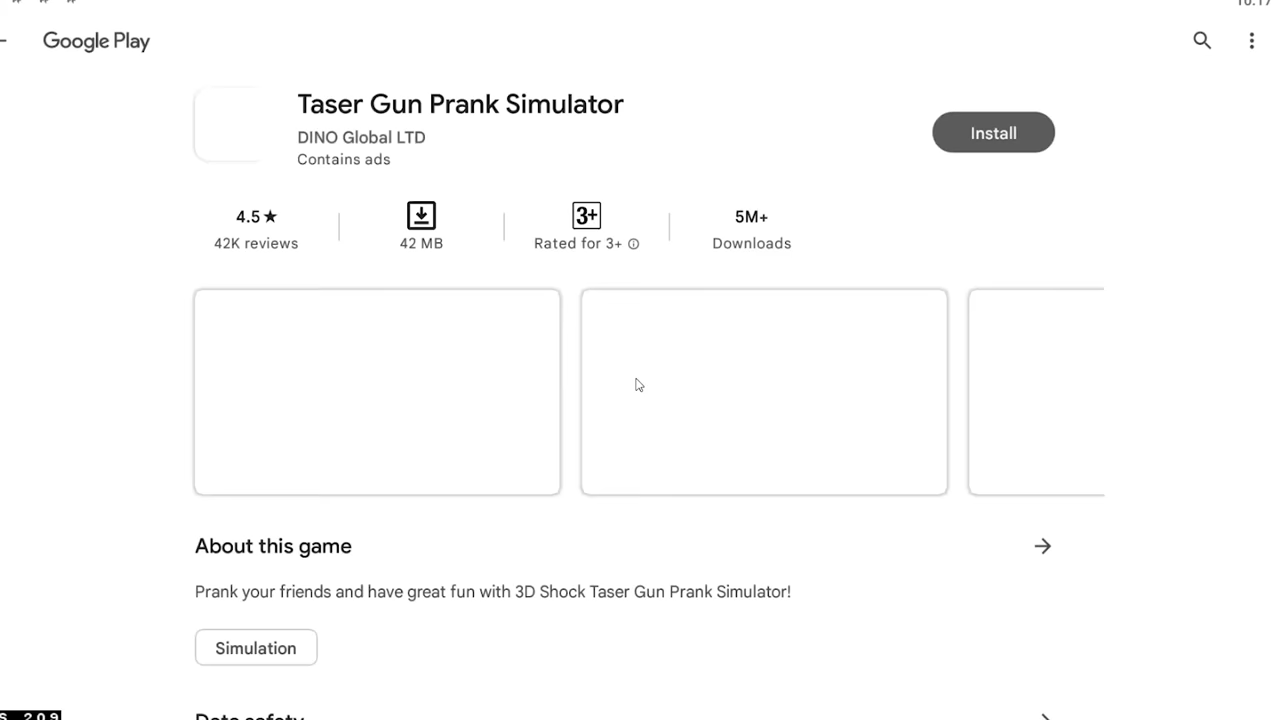 Google Play
Taser Gun Prank Simulator
DINO Global LTD
Contains ads
Install
4.5★
42K reviews
42 MB
3+
Rated for 3+
5M+
Downloads
About this game
Prank your friends and have great fun with 3D Shock Taser Gun Prank Simulator!
Simulation
Data safety